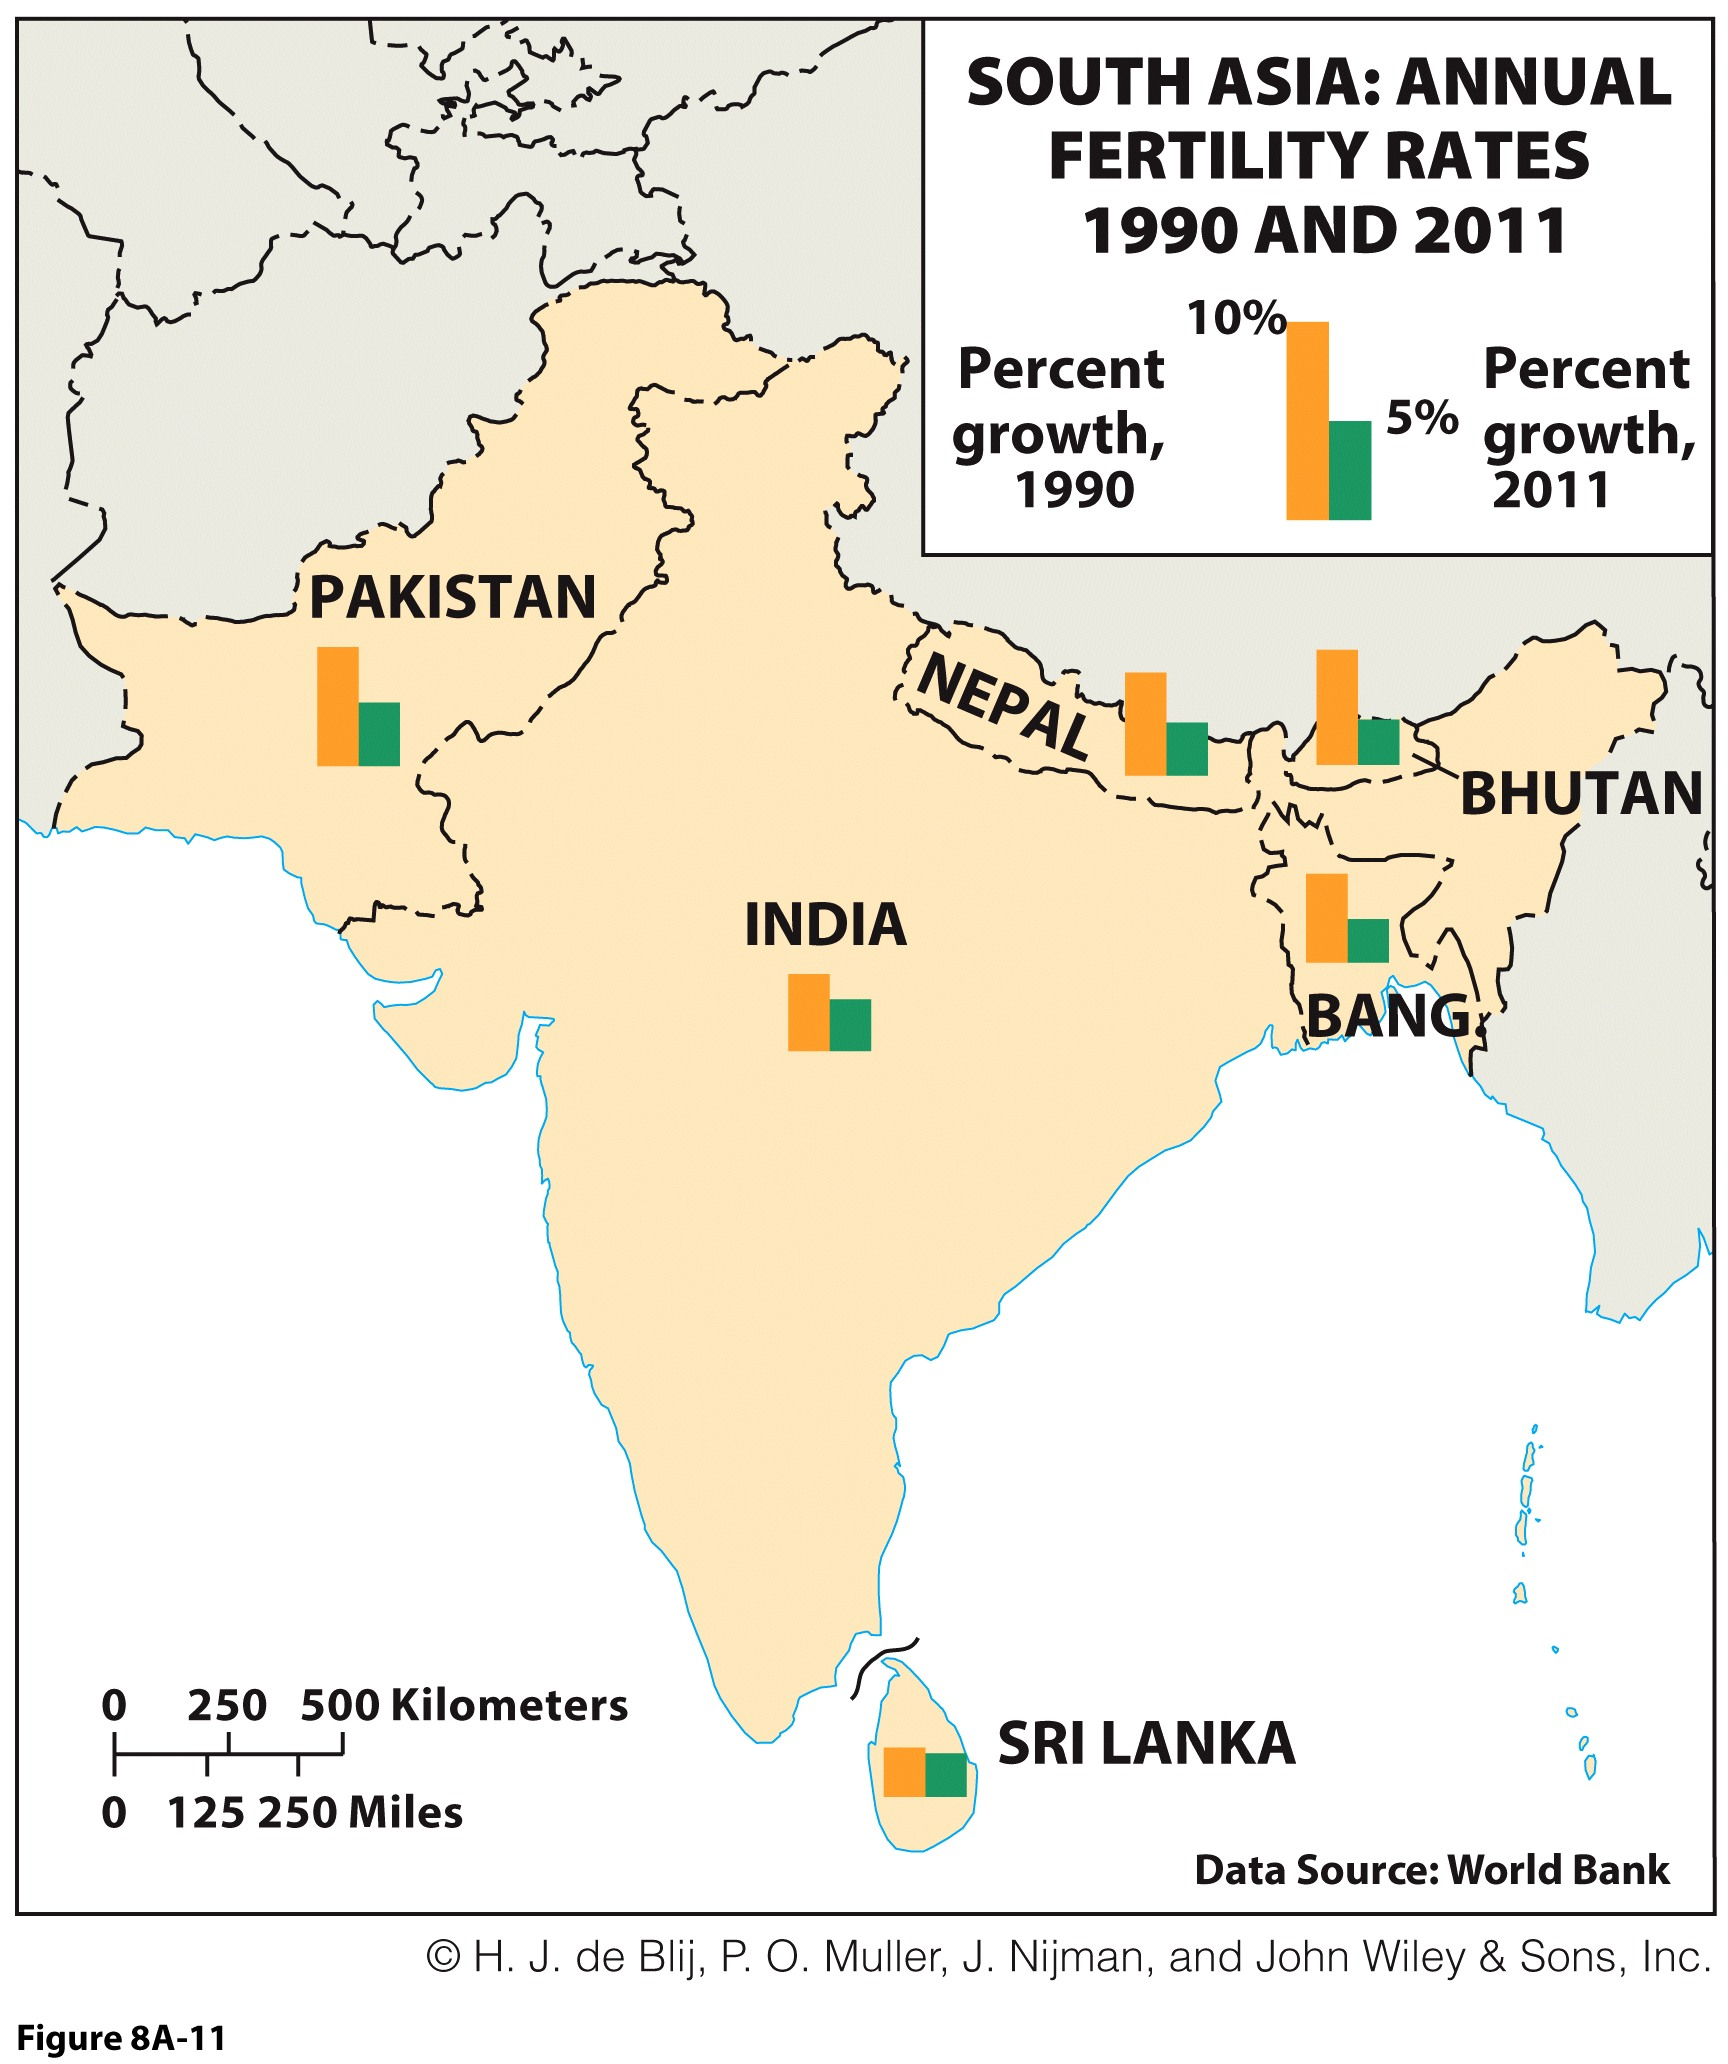 SOUTH ASIA: ANNUAL
FERTILITY RATES
1990 AND 2011
10%
Percent
growth,
1990
5%
Percent
growth,
2011
PAKISTAN
NEPAL
BHUTAN
INDIA
BANG.
SRI LANKA
0 250 500 Kilometers
0 125 250 Miles
Data Source: World Bank
© H. J. de Blij, P. O. Muller, J. Nijman, and John Wiley & Sons, Inc.
Figure 8A-11